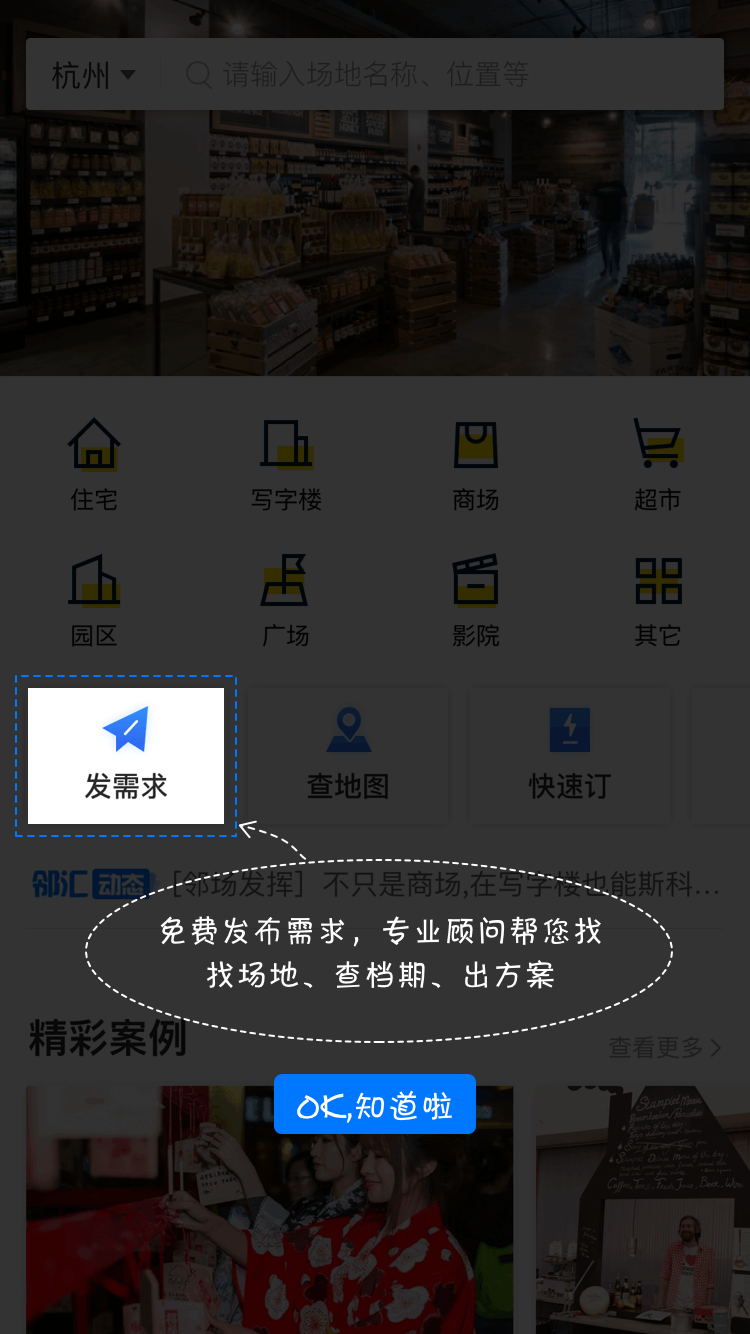 杭州
请输入场地名称、位置等
住宅
写字楼
商场
超市
园区
广场
影院
其它
发需求
查地图
快速订
邻汇动态
[邻场发挥] 不只是商场,在写字楼也能斯科…
免费发布需求，专业顾问帮您找
找场地、查档期、出方案
精彩案例
查看更多
OK,知道啦